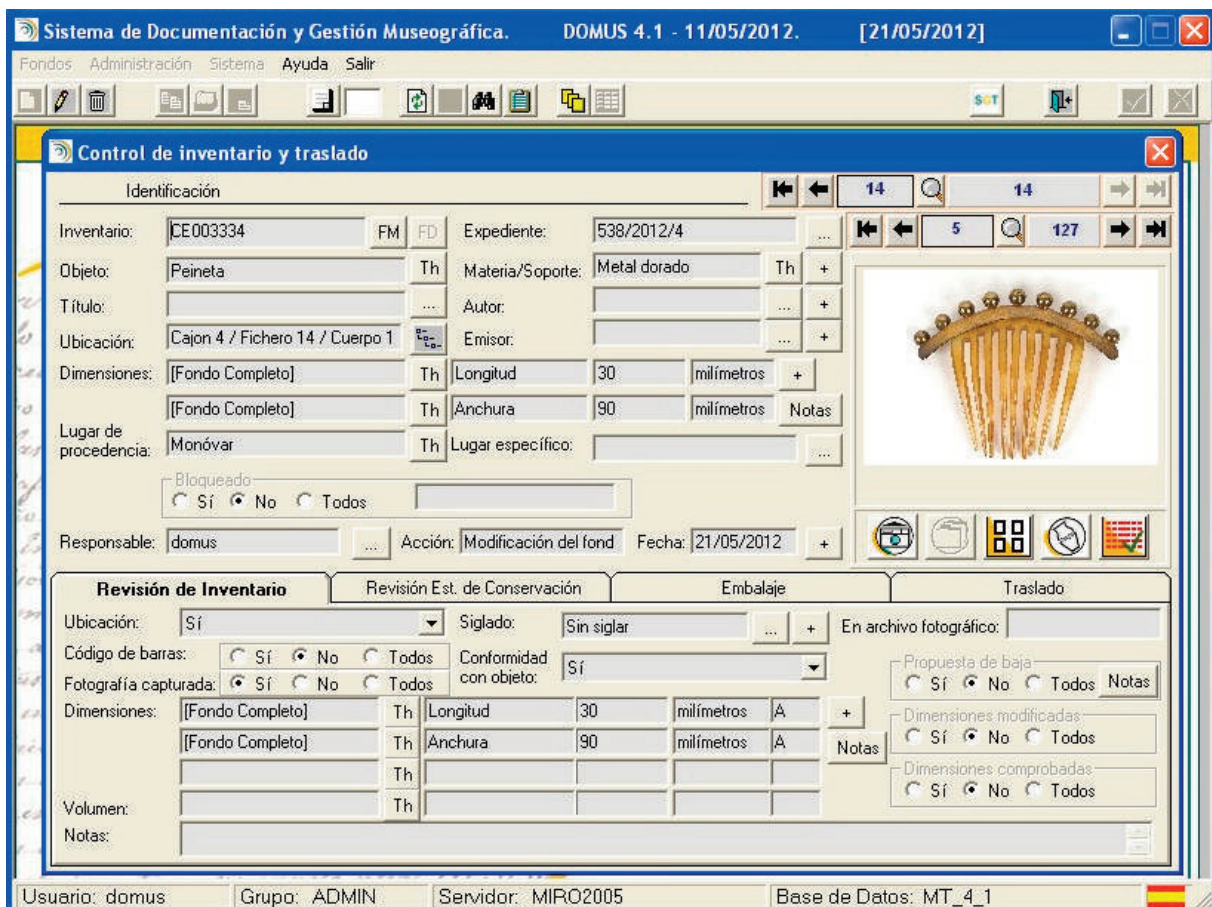 Sistema de Documentación y Gestión Museográfica. DOMUS 4.1 - 11/05/2012. [21/05/2012]
Fondos Administración Sistema Ayuda Salir
SGT
Control de inventario y traslado
Identificación 14 14
Inventario: CE003334 FM FD Expediente: 538/2012/4 ... 5 127
Objeto: Peineta Th Materia/Soporte: Metal dorado Th +
Título: ... Autor: ... +
Ubicación: Cajon 4 / Fichero 14 / Cuerpo 1 Emisor: ... +
Dimensiones: [Fondo Completo] Th Longitud 30 milímetros +
[Fondo Completo] Th Anchura 90 milímetros Notas
Lugar de
procedencia: Monóvar Th Lugar específico: ...
Bloqueado
Sí No Todos
Responsable: domus ... Acción: Modificación del fond Fecha: 21/05/2012 +
Revisión de Inventario Revisión Est. de Conservación Embalaje Traslado
Ubicación: Sí Siglado: Sin siglar ... + En archivo fotográfico:
Código de barras: Sí No Todos Conformidad
con objeto: Sí
Propuesta de baja
Fotografía capturada: Sí No Todos Sí No Todos Notas
Dimensiones: [Fondo Completo] Th Longitud 30 milímetros A +
Dimensiones modificadas
[Fondo Completo] Th Anchura 90 milímetros A Notas Sí No Todos
Th
Dimensiones comprobadas
Sí No Todos
Volumen: Th
Notas:
Usuario: domus Grupo: ADMIN Servidor: MIRO2005 Base de Datos: MT_4_1